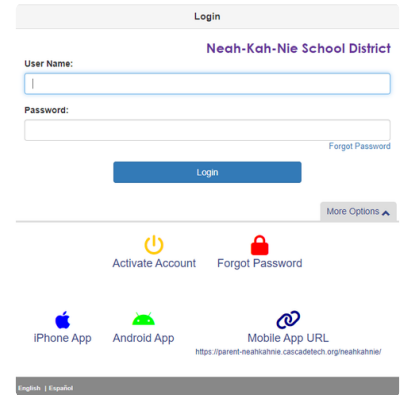 Login
Neah-Kah-Nie School District
User Name:
Password:
Forgot Password
Login
More Options
Activate Account Forgot Password
iPhone App Android App Mobile App URL
https://parent-neahkahnie.cascadetech.org/neahkahnie/
English | Español